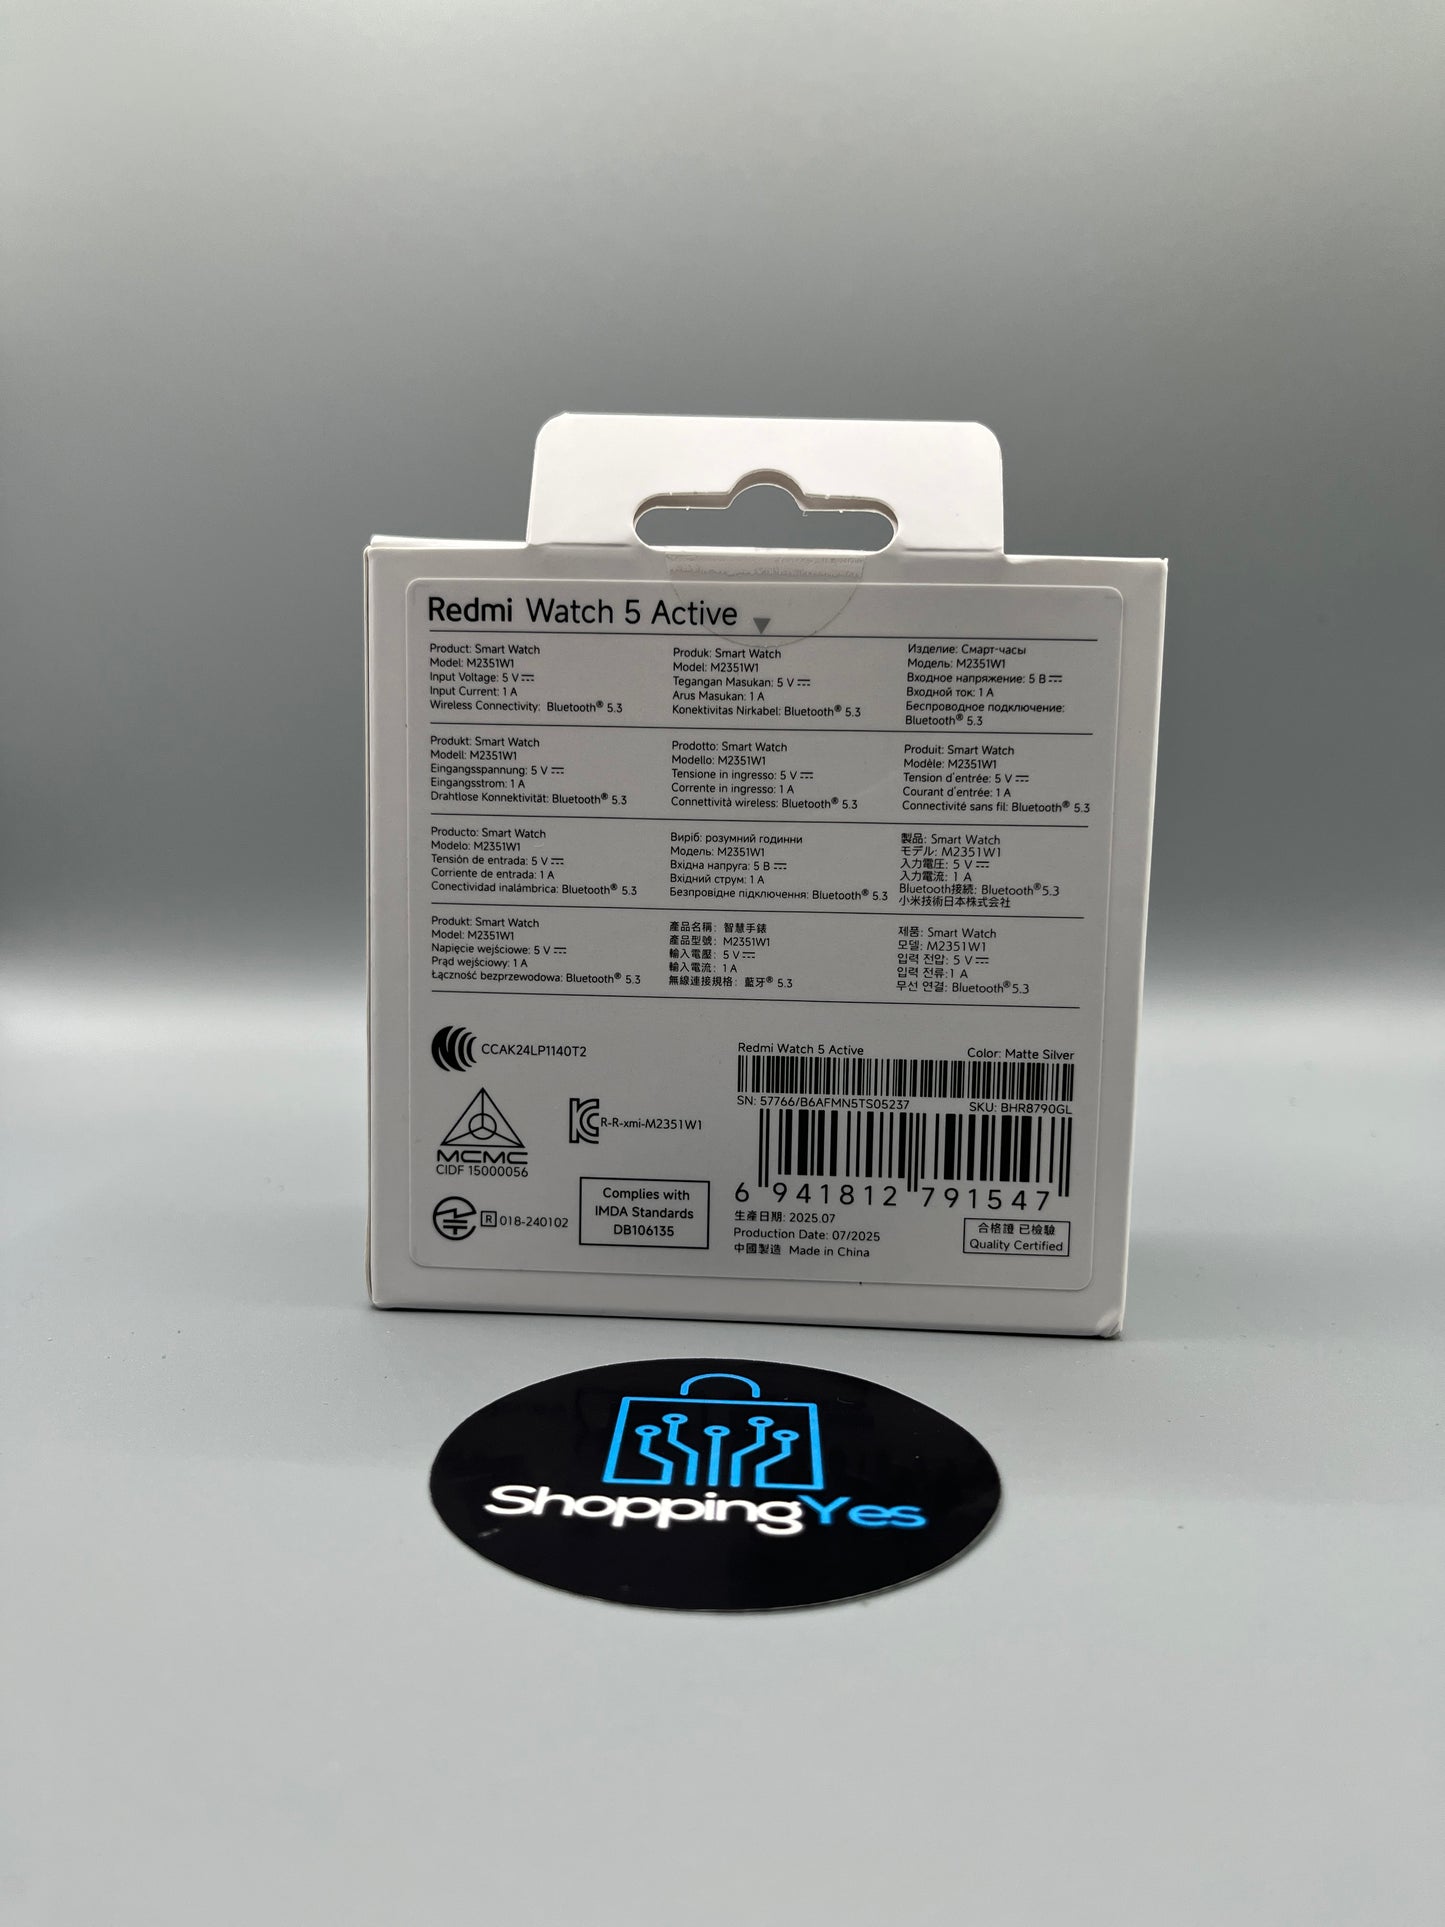 Redmi Watch 5 Active
Product: Smart Watch
Model: M2351W1
Input Voltage: 5 V ⎓
Input Current: 1 A
Wireless Connectivity: Bluetooth® 5.3
Produk: Smart Watch
Model: M2351W1
Tegangan Masukan: 5 V ⎓
Arus Masukan: 1 A
Konektivitas Nirkabel: Bluetooth® 5.3
Изделие: Смарт-часы
Модель: M2351W1
Входное напряжение: 5 В ⎓
Входной ток: 1 А
Беспроводное подключение:
Bluetooth® 5.3
Produkt: Smart Watch
Modell: M2351W1
Eingangsspannung: 5 V ⎓
Eingangsstrom: 1 A
Drahtlose Konnektivität: Bluetooth® 5.3
Prodotto: Smart Watch
Modello: M2351W1
Tensione in ingresso: 5 V ⎓
Corrente in ingresso: 1 A
Connettività wireless: Bluetooth® 5.3
Produit: Smart Watch
Modèle: M2351W1
Tension d'entrée: 5 V ⎓
Courant d'entrée: 1 A
Connectivité sans fil: Bluetooth® 5.3
Producto: Smart Watch
Modelo: M2351W1
Tensión de entrada: 5 V ⎓
Corriente de entrada: 1 A
Conectividad inalámbrica: Bluetooth® 5.3
Виріб: розумний годинни
Модель: M2351W1
Вхідна напруга: 5 В ⎓
Вхідний струм: 1 А
Безпровідне підключення: Bluetooth® 5.3
製品: Smart Watch
モデル: M2351W1
入力電圧: 5 V ⎓
入力電流: 1 A
Bluetooth接続: Bluetooth®5.3
小米技術日本株式会社
Produkt: Smart Watch
Model: M2351W1
Napięcie wejściowe: 5 V ⎓
Prąd wejściowy: 1 A
Łączność bezprzewodowa: Bluetooth® 5.3
產品名稱: 智慧手錶
產品型號: M2351W1
輸入電壓: 5 V ⎓
輸入電流: 1 A
無線連接規格: 藍牙® 5.3
제품: Smart Watch
모델: M2351W1
입력 전압: 5 V ⎓
입력 전류: 1 A
무선 연결: Bluetooth®5.3
CCAK24LP1140T2
MCMC
CIDF 15000056
R-R-xmi-M2351W1
R 018-240102
Complies with
IMDA Standards
DB106135
Redmi Watch 5 Active Color: Matte Silver
SN: 57766/B6AFMN5TS05237 SKU: BHR8790GL
6 941812 791547
生產日期: 2025.07
Production Date: 07/2025
中國製造 Made in China
合格證 已檢驗
Quality Certified
ShoppingYes